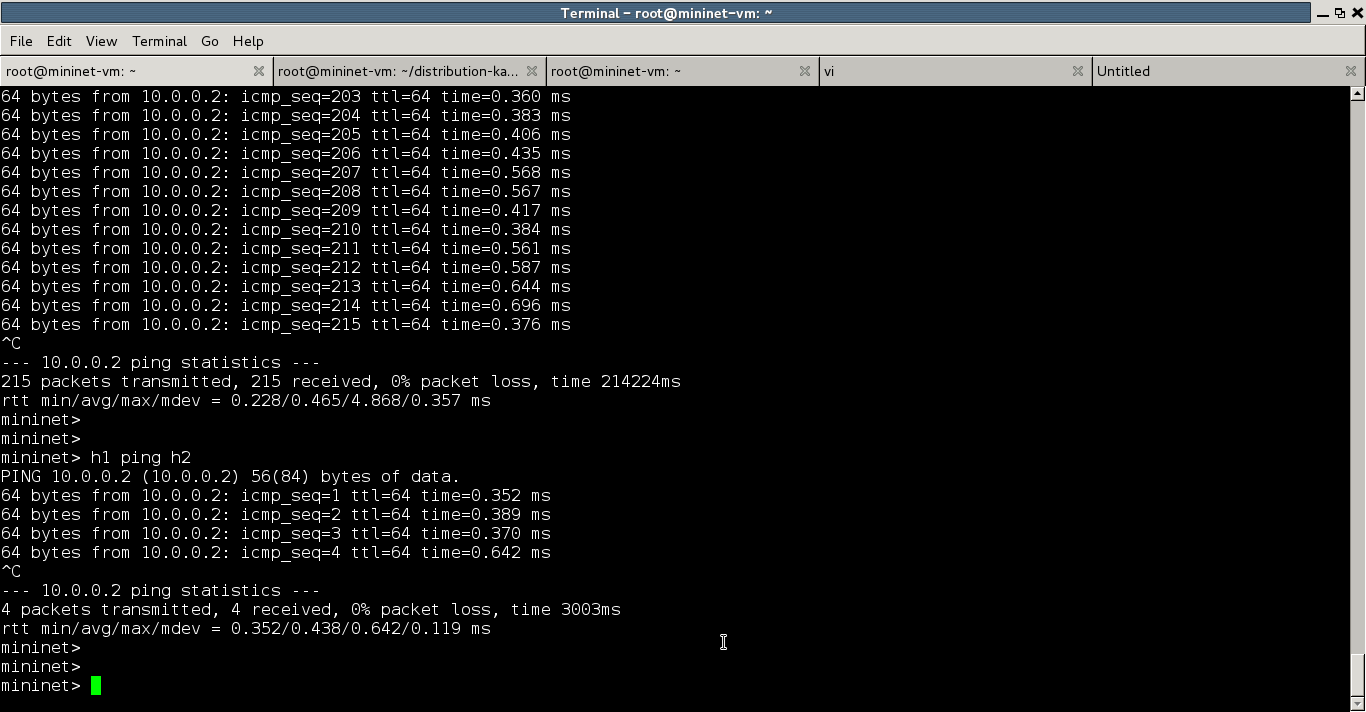 Terminal – root@mininet-vm: ~
File Edit View Terminal Go Help
root@mininet-vm: ~ root@mininet-vm: ~/distribution-ka... root@mininet-vm: ~ vi Untitled
64 bytes from 10.0.0.2: icmp_seq=203 ttl=64 time=0.360 ms
64 bytes from 10.0.0.2: icmp_seq=204 ttl=64 time=0.383 ms
64 bytes from 10.0.0.2: icmp_seq=205 ttl=64 time=0.406 ms
64 bytes from 10.0.0.2: icmp_seq=206 ttl=64 time=0.435 ms
64 bytes from 10.0.0.2: icmp_seq=207 ttl=64 time=0.568 ms
64 bytes from 10.0.0.2: icmp_seq=208 ttl=64 time=0.567 ms
64 bytes from 10.0.0.2: icmp_seq=209 ttl=64 time=0.417 ms
64 bytes from 10.0.0.2: icmp_seq=210 ttl=64 time=0.384 ms
64 bytes from 10.0.0.2: icmp_seq=211 ttl=64 time=0.561 ms
64 bytes from 10.0.0.2: icmp_seq=212 ttl=64 time=0.587 ms
64 bytes from 10.0.0.2: icmp_seq=213 ttl=64 time=0.644 ms
64 bytes from 10.0.0.2: icmp_seq=214 ttl=64 time=0.696 ms
64 bytes from 10.0.0.2: icmp_seq=215 ttl=64 time=0.376 ms
^C
--- 10.0.0.2 ping statistics ---
215 packets transmitted, 215 received, 0% packet loss, time 214224ms
rtt min/avg/max/mdev = 0.228/0.465/4.868/0.357 ms
mininet>
mininet>
mininet> h1 ping h2
PING 10.0.0.2 (10.0.0.2) 56(84) bytes of data.
64 bytes from 10.0.0.2: icmp_seq=1 ttl=64 time=0.352 ms
64 bytes from 10.0.0.2: icmp_seq=2 ttl=64 time=0.389 ms
64 bytes from 10.0.0.2: icmp_seq=3 ttl=64 time=0.370 ms
64 bytes from 10.0.0.2: icmp_seq=4 ttl=64 time=0.642 ms
^C
--- 10.0.0.2 ping statistics ---
4 packets transmitted, 4 received, 0% packet loss, time 3003ms
rtt min/avg/max/mdev = 0.352/0.438/0.642/0.119 ms
mininet>
mininet>
mininet>